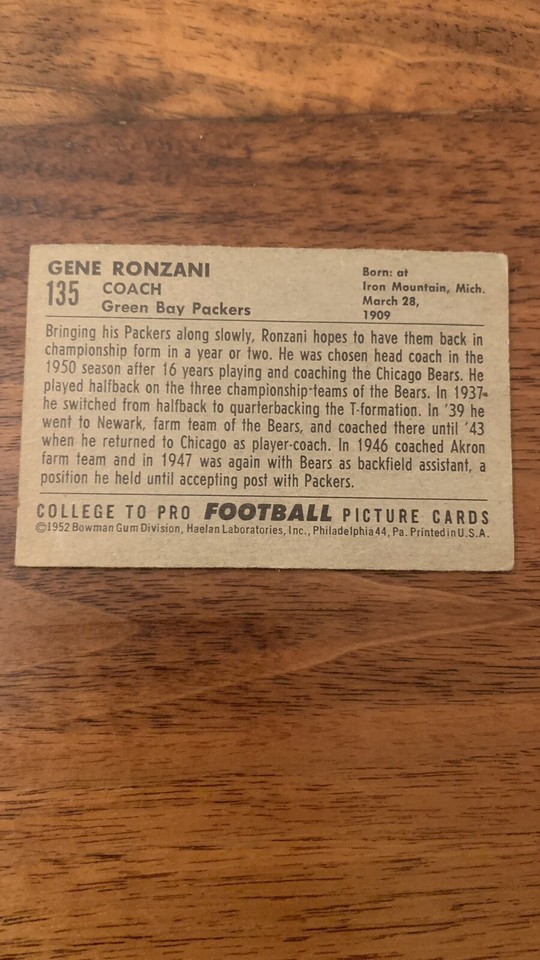 GENE RONZANI
135 COACH
Green Bay Packers
Born: at
Iron Mountain, Mich.
March 28,
1909
Bringing his Packers along slowly, Ronzani hopes to have them back in
championship form in a year or two. He was chosen head coach in the
1950 season after 16 years playing and coaching the Chicago Bears. He
played halfback on the three championship-teams of the Bears. In 1937-
he switched from halfback to quarterbacking the T-formation. In '39 he
went to Newark, farm team of the Bears, and coached there until '43
when he returned to Chicago as player-coach. In 1946 coached Akron
farm team and in 1947 was again with Bears as backfield assistant, a
position he held until accepting post with Packers.
COLLEGE TO PRO FOOTBALL PICTURE CARDS
©1952 Bowman Gum Division, Haelan Laboratories, Inc., Philadelphia 44, Pa. Printed in U.S.A.